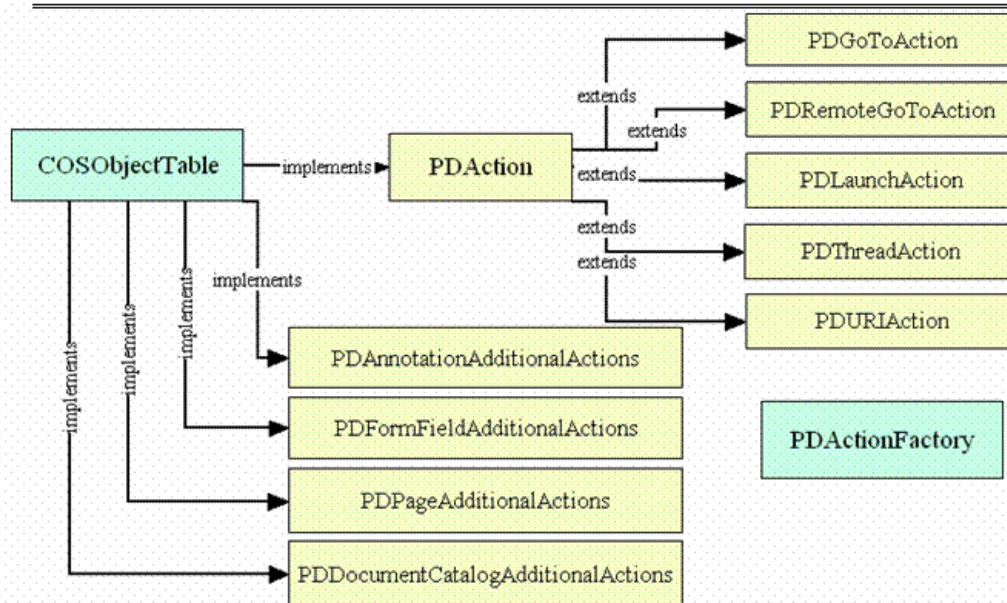 PDGoToAction
extends
PDRemoteGoToAction
extends
COSObjectTable
implements
PDAction
extends
PDLaunchAction
extends
PDThreadAction
extends
implements
PDURIAction
implements
implements
implements
PDAnnotationAdditionalActions
PDFormFieldAdditionalActions
PDActionFactory
PDPageAdditionalActions
PDDocumentCatalogAdditionalActions